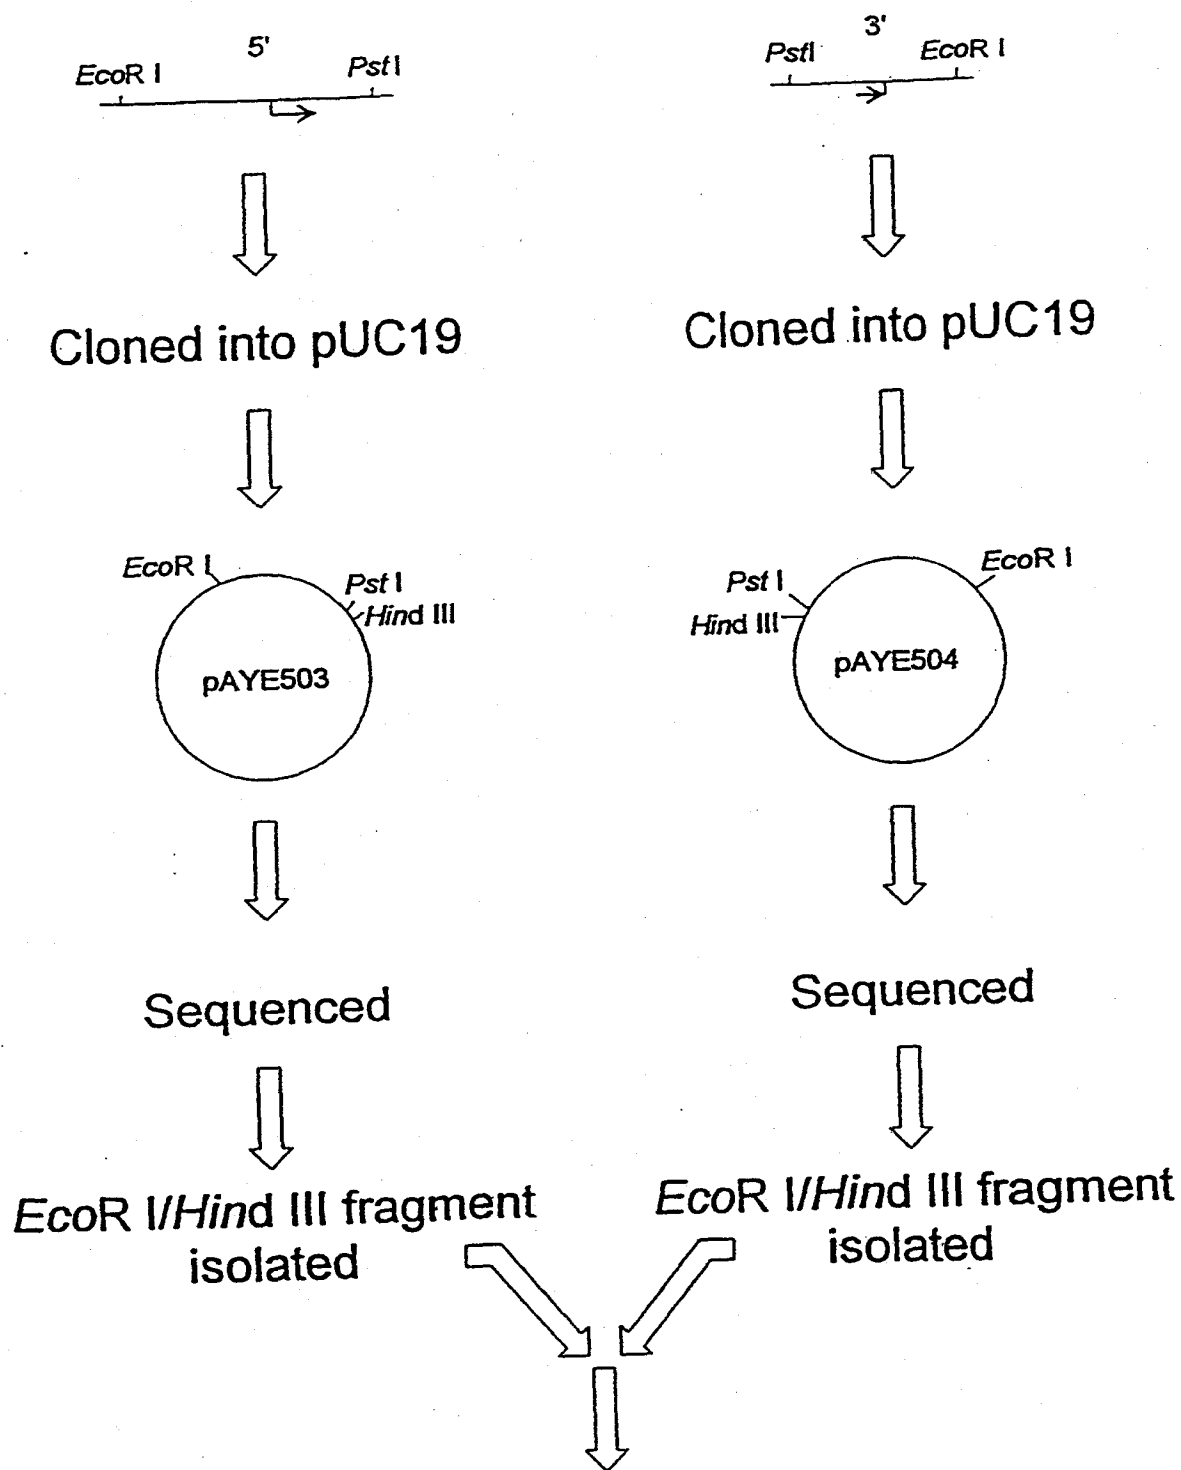 5'
EcoR I
Pst I
3'
PstI
EcoR I
Cloned into pUC19
Cloned into pUC19
EcoR I
Pst I
Hind III
pAYE503
Pst I
EcoR I
Hind III
pAYE504
Sequenced
Sequenced
EcoR I/Hind III fragment
isolated
EcoR I/Hind III fragment
isolated